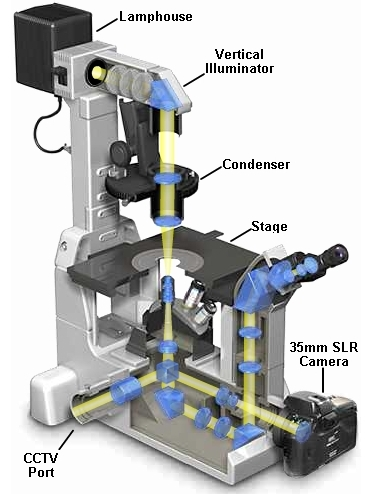 Lamphouse
Vertical
Illuminator
Condenser
Stage
35mm SLR
Camera
CCTV
Port